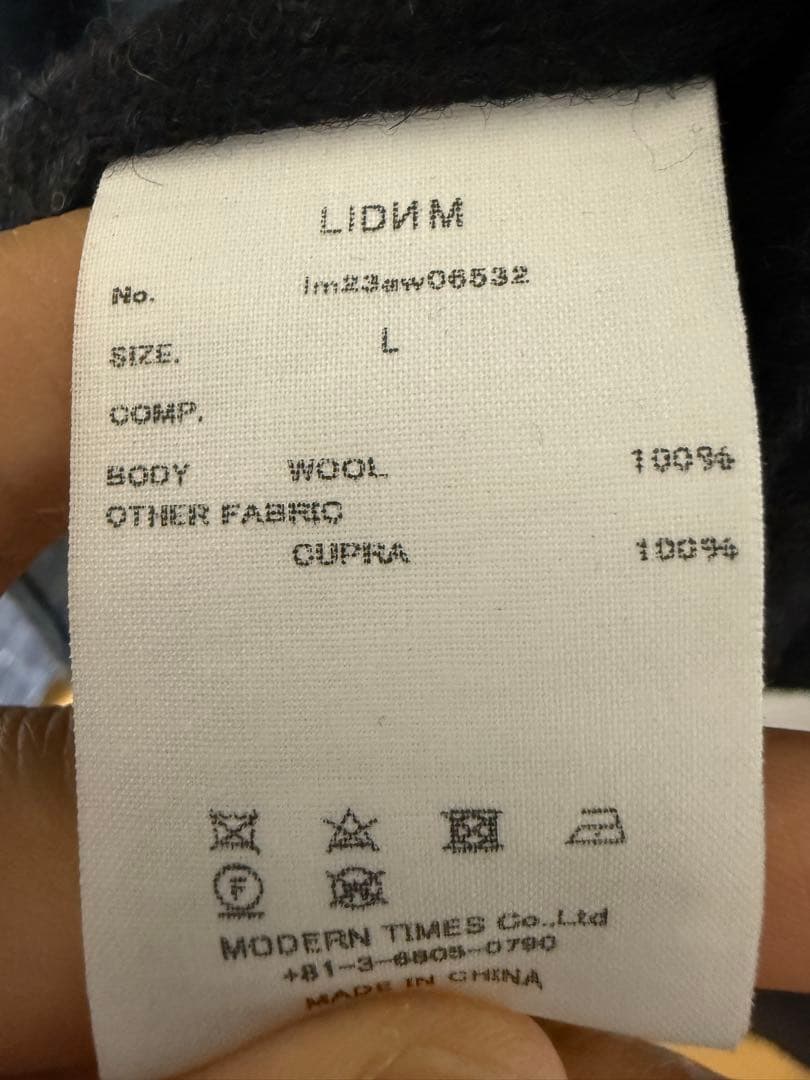 LIDИM
No. lm23aw06532
SIZE. L
COMP.
BODY WOOL 100%
OTHER FABRIC
CUPRA 100%
F W
MODERN TIMES Co.,Ltd
+81-3-6805-0790
MADE IN CHINA